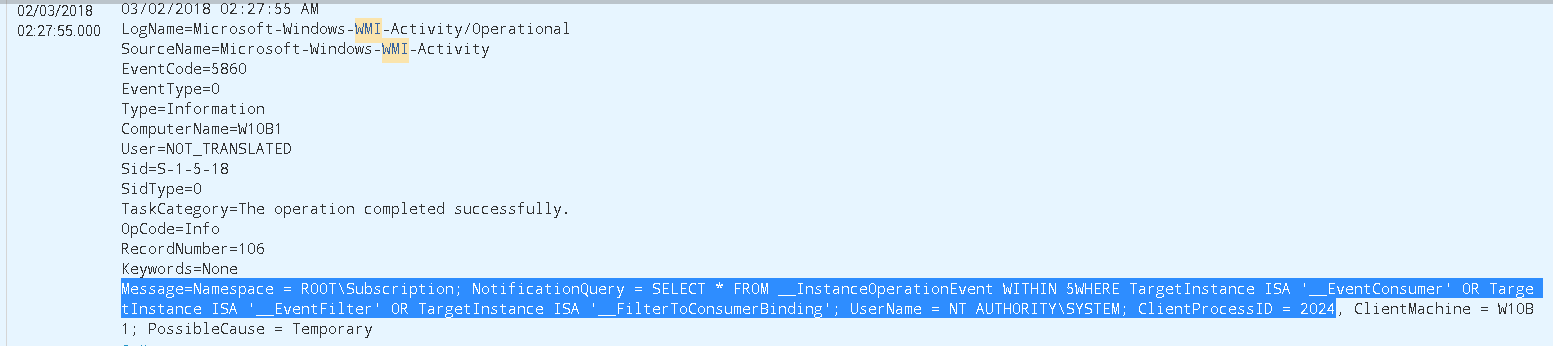 02/03/2018
02:27:55.000
03/02/2018 02:27:55 AM
LogName=Microsoft-Windows-WMI-Activity/Operational
SourceName=Microsoft-Windows-WMI-Activity
EventCode=5860
EventType=0
Type=Information
ComputerName=W10B1
User=NOT_TRANSLATED
Sid=S-1-5-18
SidType=0
TaskCategory=The operation completed successfully.
OpCode=Info
RecordNumber=106
Keywords=None
Message=Namespace = ROOT\Subscription; NotificationQuery = SELECT * FROM __InstanceOperationEvent WITHIN 5WHERE TargetInstance ISA '__EventConsumer' OR Targe
tInstance ISA '__EventFilter' OR TargetInstance ISA '__FilterToConsumerBinding'; UserName = NT AUTHORITY\SYSTEM; ClientProcessID = 2024, ClientMachine = W10B
1; PossibleCause = Temporary